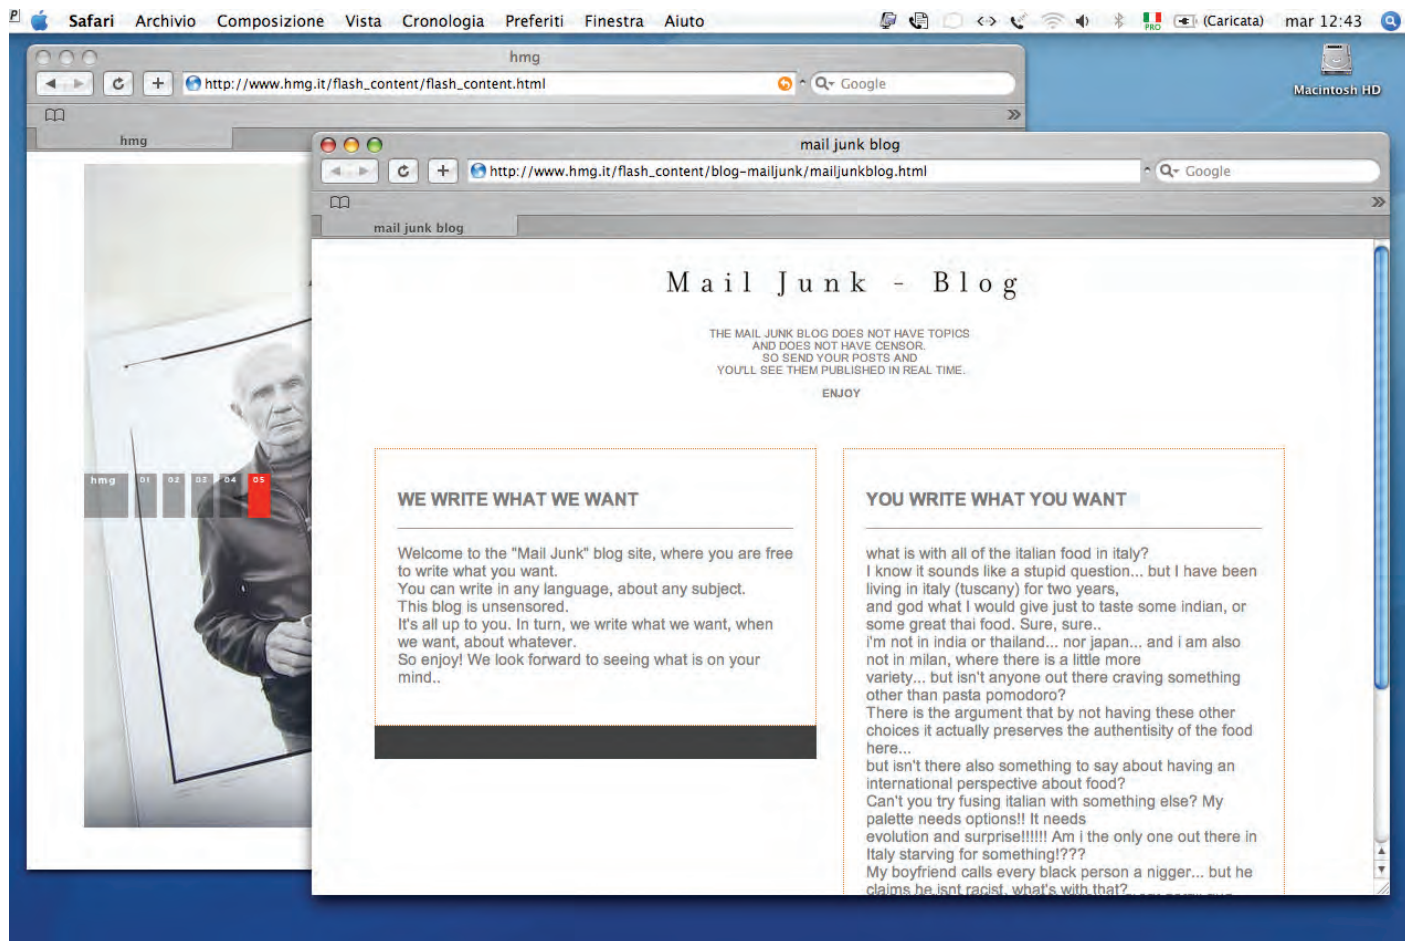 Safari Archivio Composizione Vista Cronologia Preferiti Finestra Aiuto
PRO (Caricata) mar 12:43
Macintosh HD
hmg
http://www.hmg.it/flash_content/flash_content.html
Google
hmg
hmg 01 02 03 04 05
mail junk blog
http://www.hmg.it/flash_content/blog-mailjunk/mailjunkblog.html
Google
mail junk blog
Mail Junk - Blog
THE MAIL JUNK BLOG DOES NOT HAVE TOPICS
AND DOES NOT HAVE CENSOR.
SO SEND YOUR POSTS AND
YOU'LL SEE THEM PUBLISHED IN REAL TIME.
ENJOY
WE WRITE WHAT WE WANT
Welcome to the "Mail Junk" blog site, where you are free
to write what you want.
You can write in any language, about any subject.
This blog is unsensored.
It's all up to you. In turn, we write what we want, when
we want, about whatever.
So enjoy! We look forward to seeing what is on your
mind..
YOU WRITE WHAT YOU WANT
what is with all of the italian food in italy?
I know it sounds like a stupid question... but I have been
living in italy (tuscany) for two years,
and god what I would give just to taste some indian, or
some great thai food. Sure, sure..
i'm not in india or thailand... nor japan... and i am also
not in milan, where there is a little more
variety... but isn't anyone out there craving something
other than pasta pomodoro?
There is the argument that by not having these other
choices it actually preserves the authentisity of the food
here...
but isn't there also something to say about having an
international perspective about food?
Can't you try fusing italian with something else? My
palette needs options!! It needs
evolution and surprise!!!!!! Am i the only one out there in
Italy starving for something!???
My boyfriend calls every black person a nigger... but he
claims he isnt racist, what's with that?